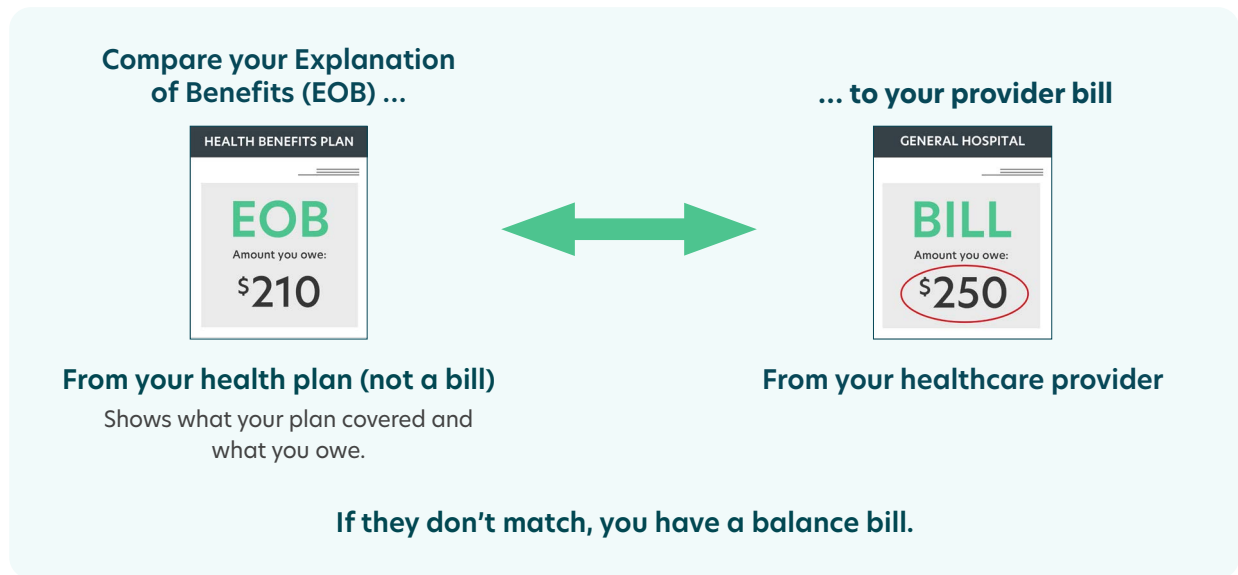 Compare your Explanation
of Benefits (EOB) ...
HEALTH BENEFITS PLAN
EOB
Amount you owe:
$210
From your health plan (not a bill)
Shows what your plan covered and
what you owe.
... to your provider bill
GENERAL HOSPITAL
BILL
Amount you owe:
$250
From your healthcare provider
If they don’t match, you have a balance bill.